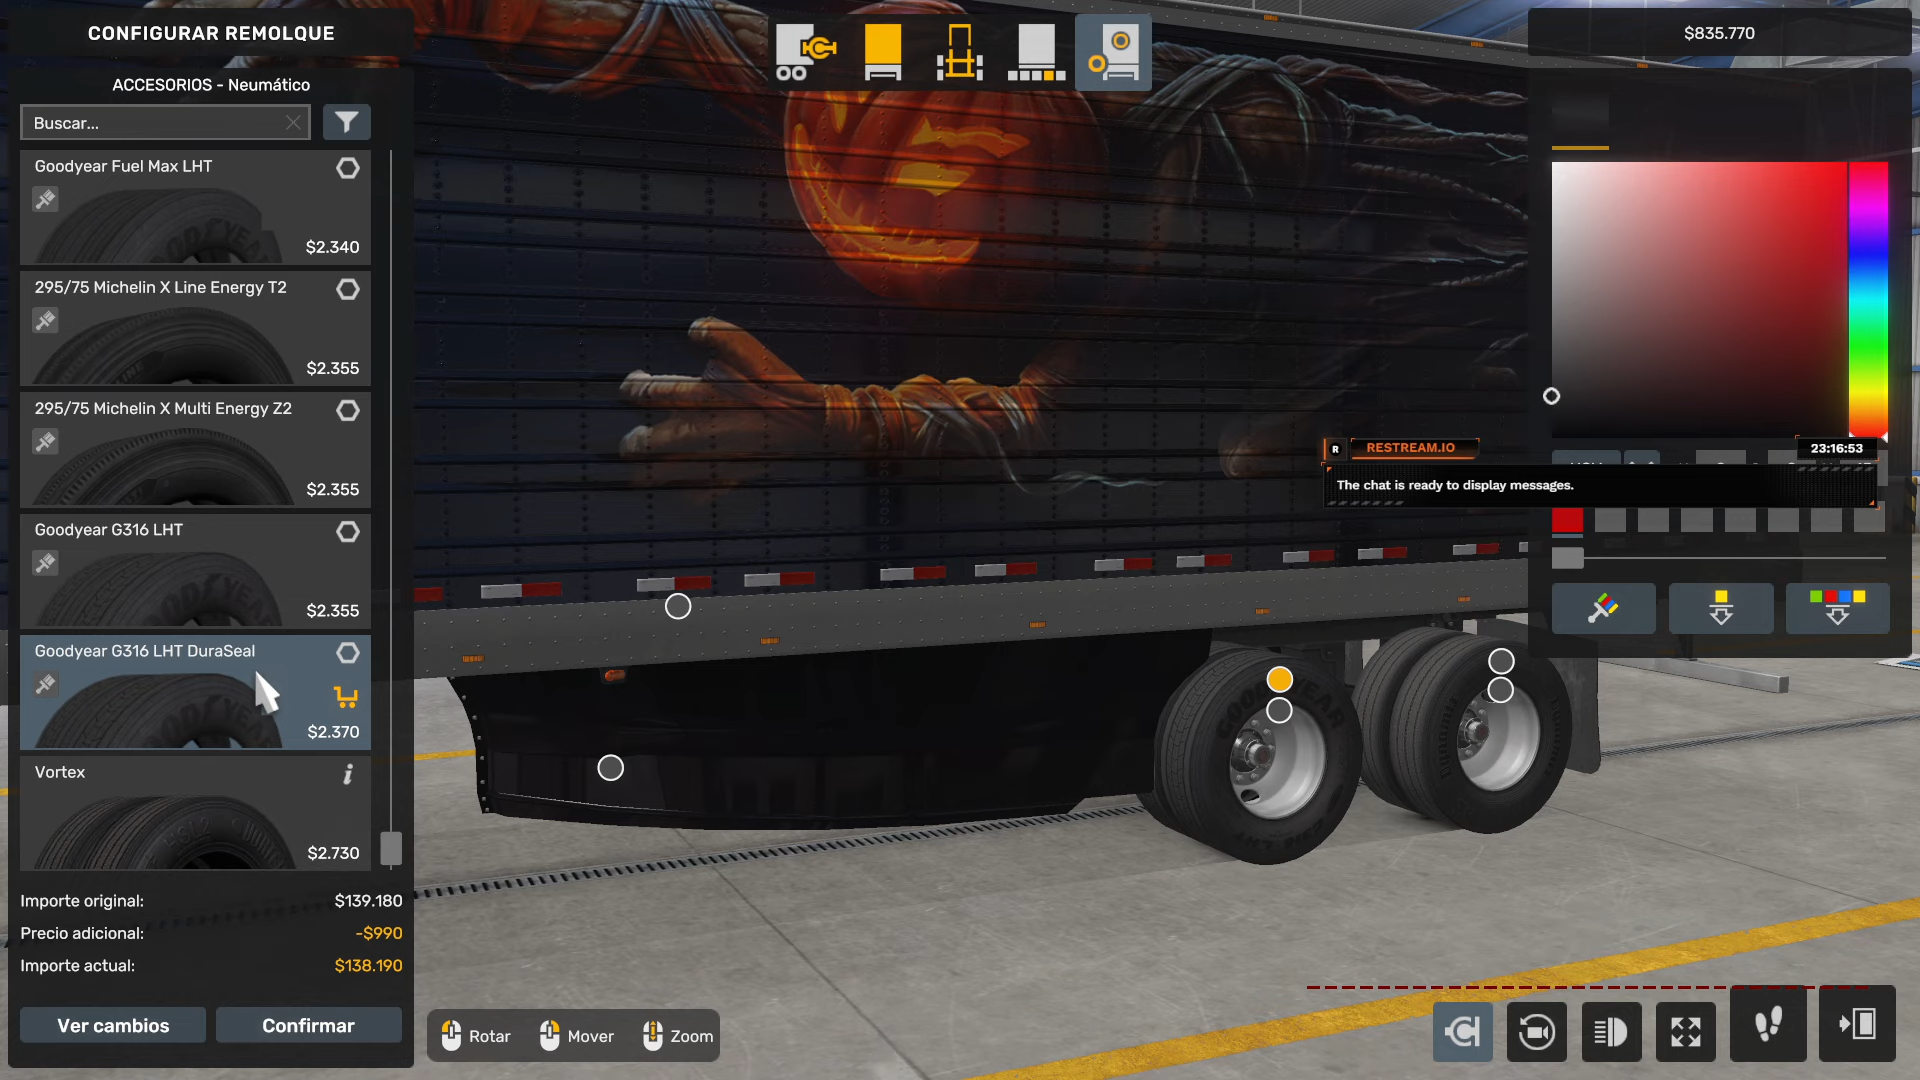 CONFIGURAR REMOLQUE
ACCESORIOS - Neumático
Buscar...
Goodyear Fuel Max LHT
$2.340
295/75 Michelin X Line Energy T2
$2.355
295/75 Michelin X Multi Energy Z2
$2.355
Goodyear G316 LHT
$2.355
Goodyear G316 LHT DuraSeal
$2.370
Vortex
$2.730
Importe original: $139.180
Precio adicional: -$990
Importe actual: $138.190
Ver cambios
Confirmar
Rotar
Mover
Zoom
$835.770
R
RESTREAM.IO
23:16:53
The chat is ready to display messages.
GOODYEAR